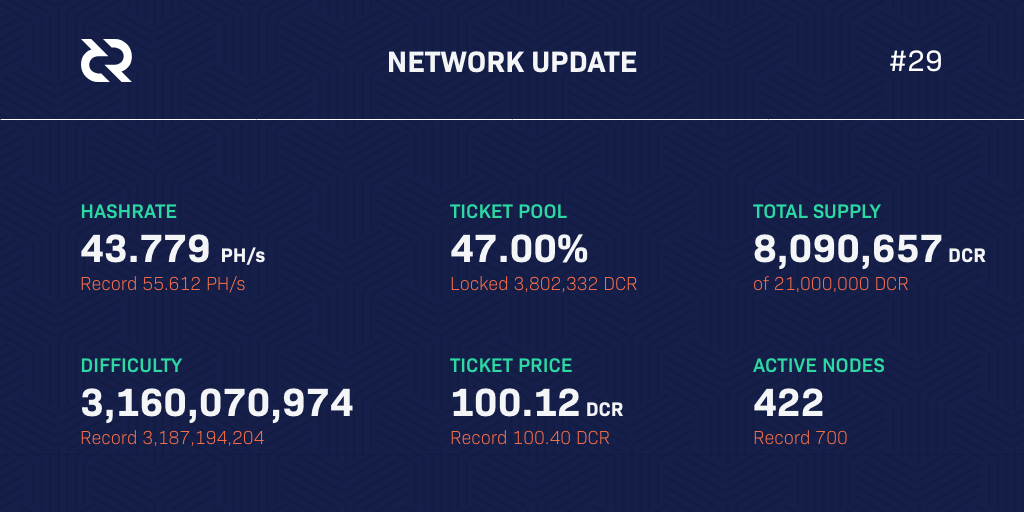 NETWORK UPDATE
#29
HASHRATE
43.779 PH/s
Record 55.612 PH/s
TICKET POOL
47.00%
Locked 3,802,332 DCR
TOTAL SUPPLY
8,090,657 DCR
of 21,000,000 DCR
DIFFICULTY
3,160,070,974
Record 3,187,194,204
TICKET PRICE
100.12 DCR
Record 100.40 DCR
ACTIVE NODES
422
Record 700